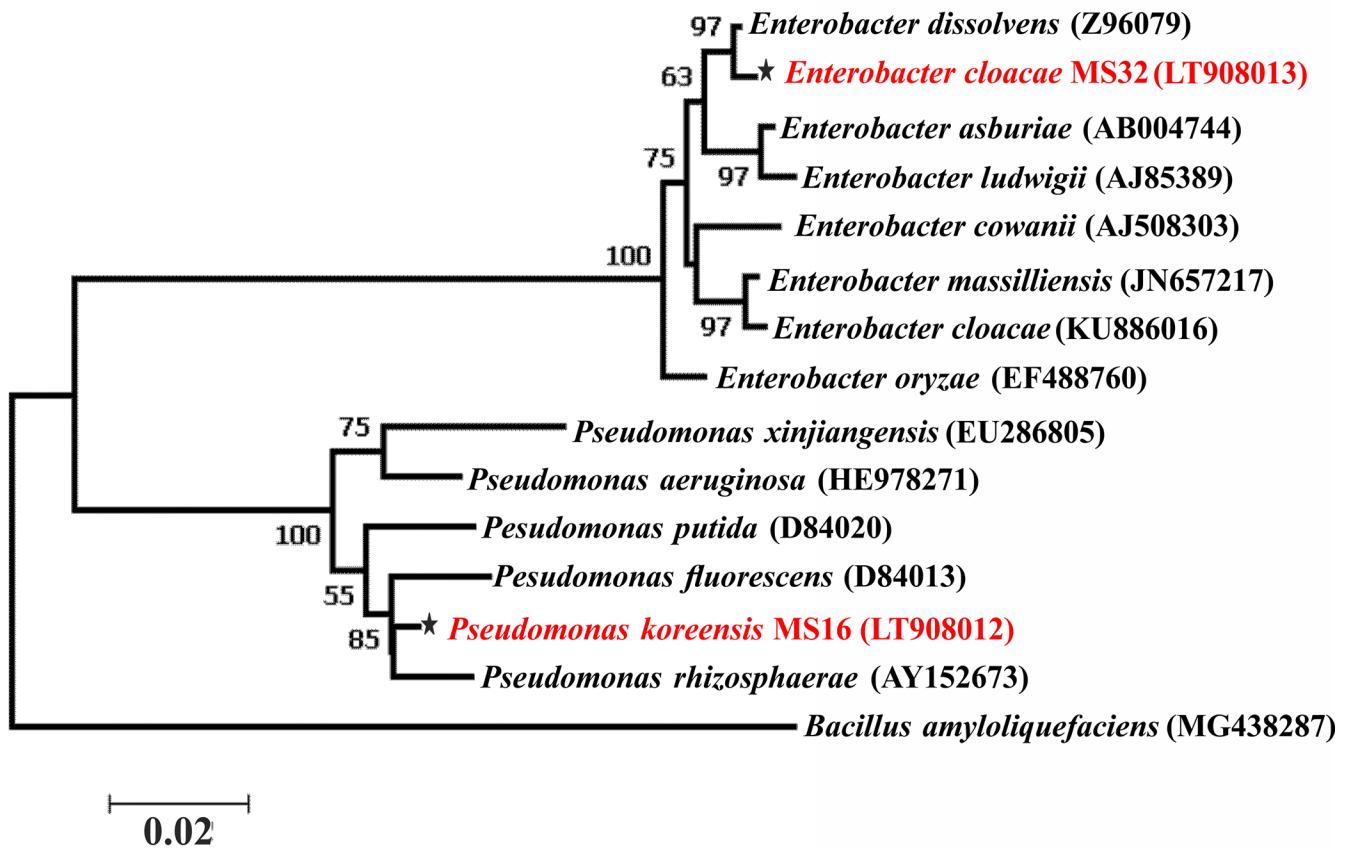 97
Enterobacter dissolvens (Z96079)
63
Enterobacter cloacae MS32 (LT908013)
Enterobacter asburiae (AB004744)
75
97
Enterobacter ludwigii (AJ85389)
Enterobacter cowanii (AJ508303)
100
Enterobacter massilliensis (JN657217)
97
Enterobacter cloacae (KU886016)
Enterobacter oryzae (EF488760)
75
Pseudomonas xinjiangensis (EU286805)
Pseudomonas aeruginosa (HE978271)
100
Pesudomonas putida (D84020)
Pesudomonas fluorescens (D84013)
55
85
Pseudomonas koreensis MS16 (LT908012)
Pseudomonas rhizosphaerae (AY152673)
Bacillus amyloliquefaciens (MG438287)
0.02